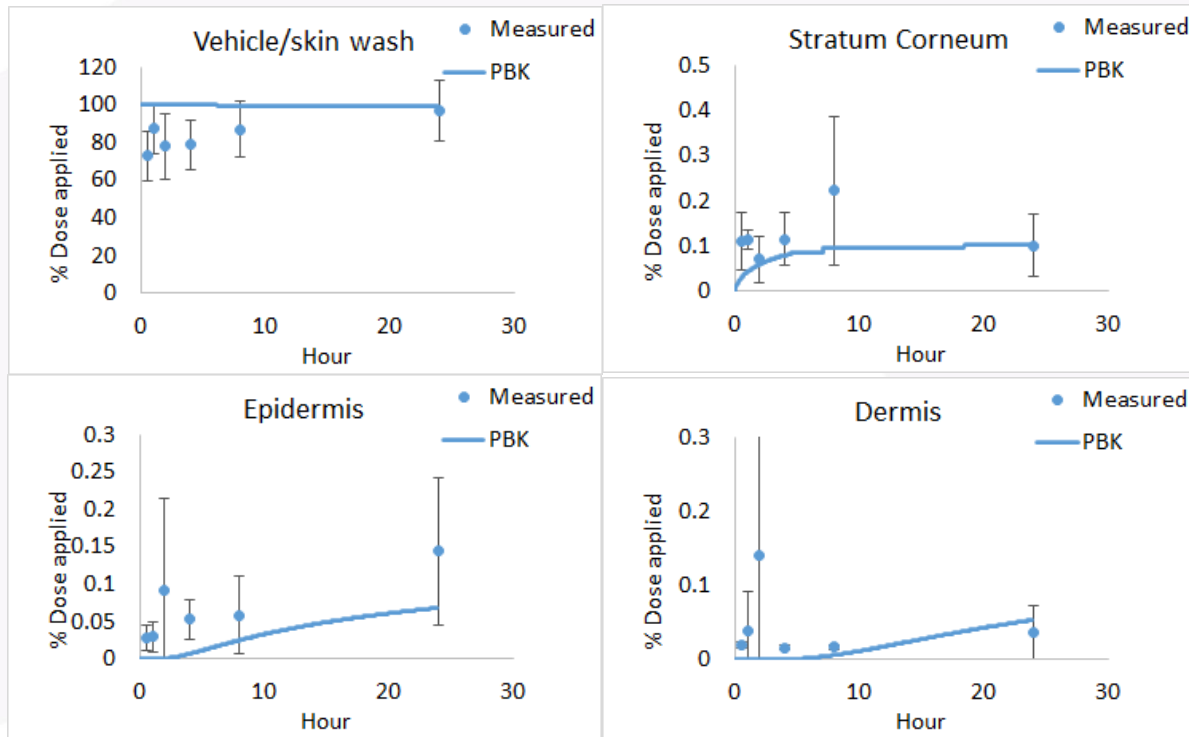 Vehicle/skin wash
Measured
PBK
% Dose applied
120
100
80
60
40
20
0
0 10 20 30
Hour
Stratum Corneum
Measured
PBK
% Dose applied
0.5
0.4
0.3
0.2
0.1
0
0 10 20 30
Hour
Epidermis
Measured
PBK
% Dose applied
0.3
0.25
0.2
0.15
0.1
0.05
0
0 10 20 30
Hour
Dermis
Measured
PBK
% Dose applied
0.3
0.2
0.1
0
0 10 20 30
Hour